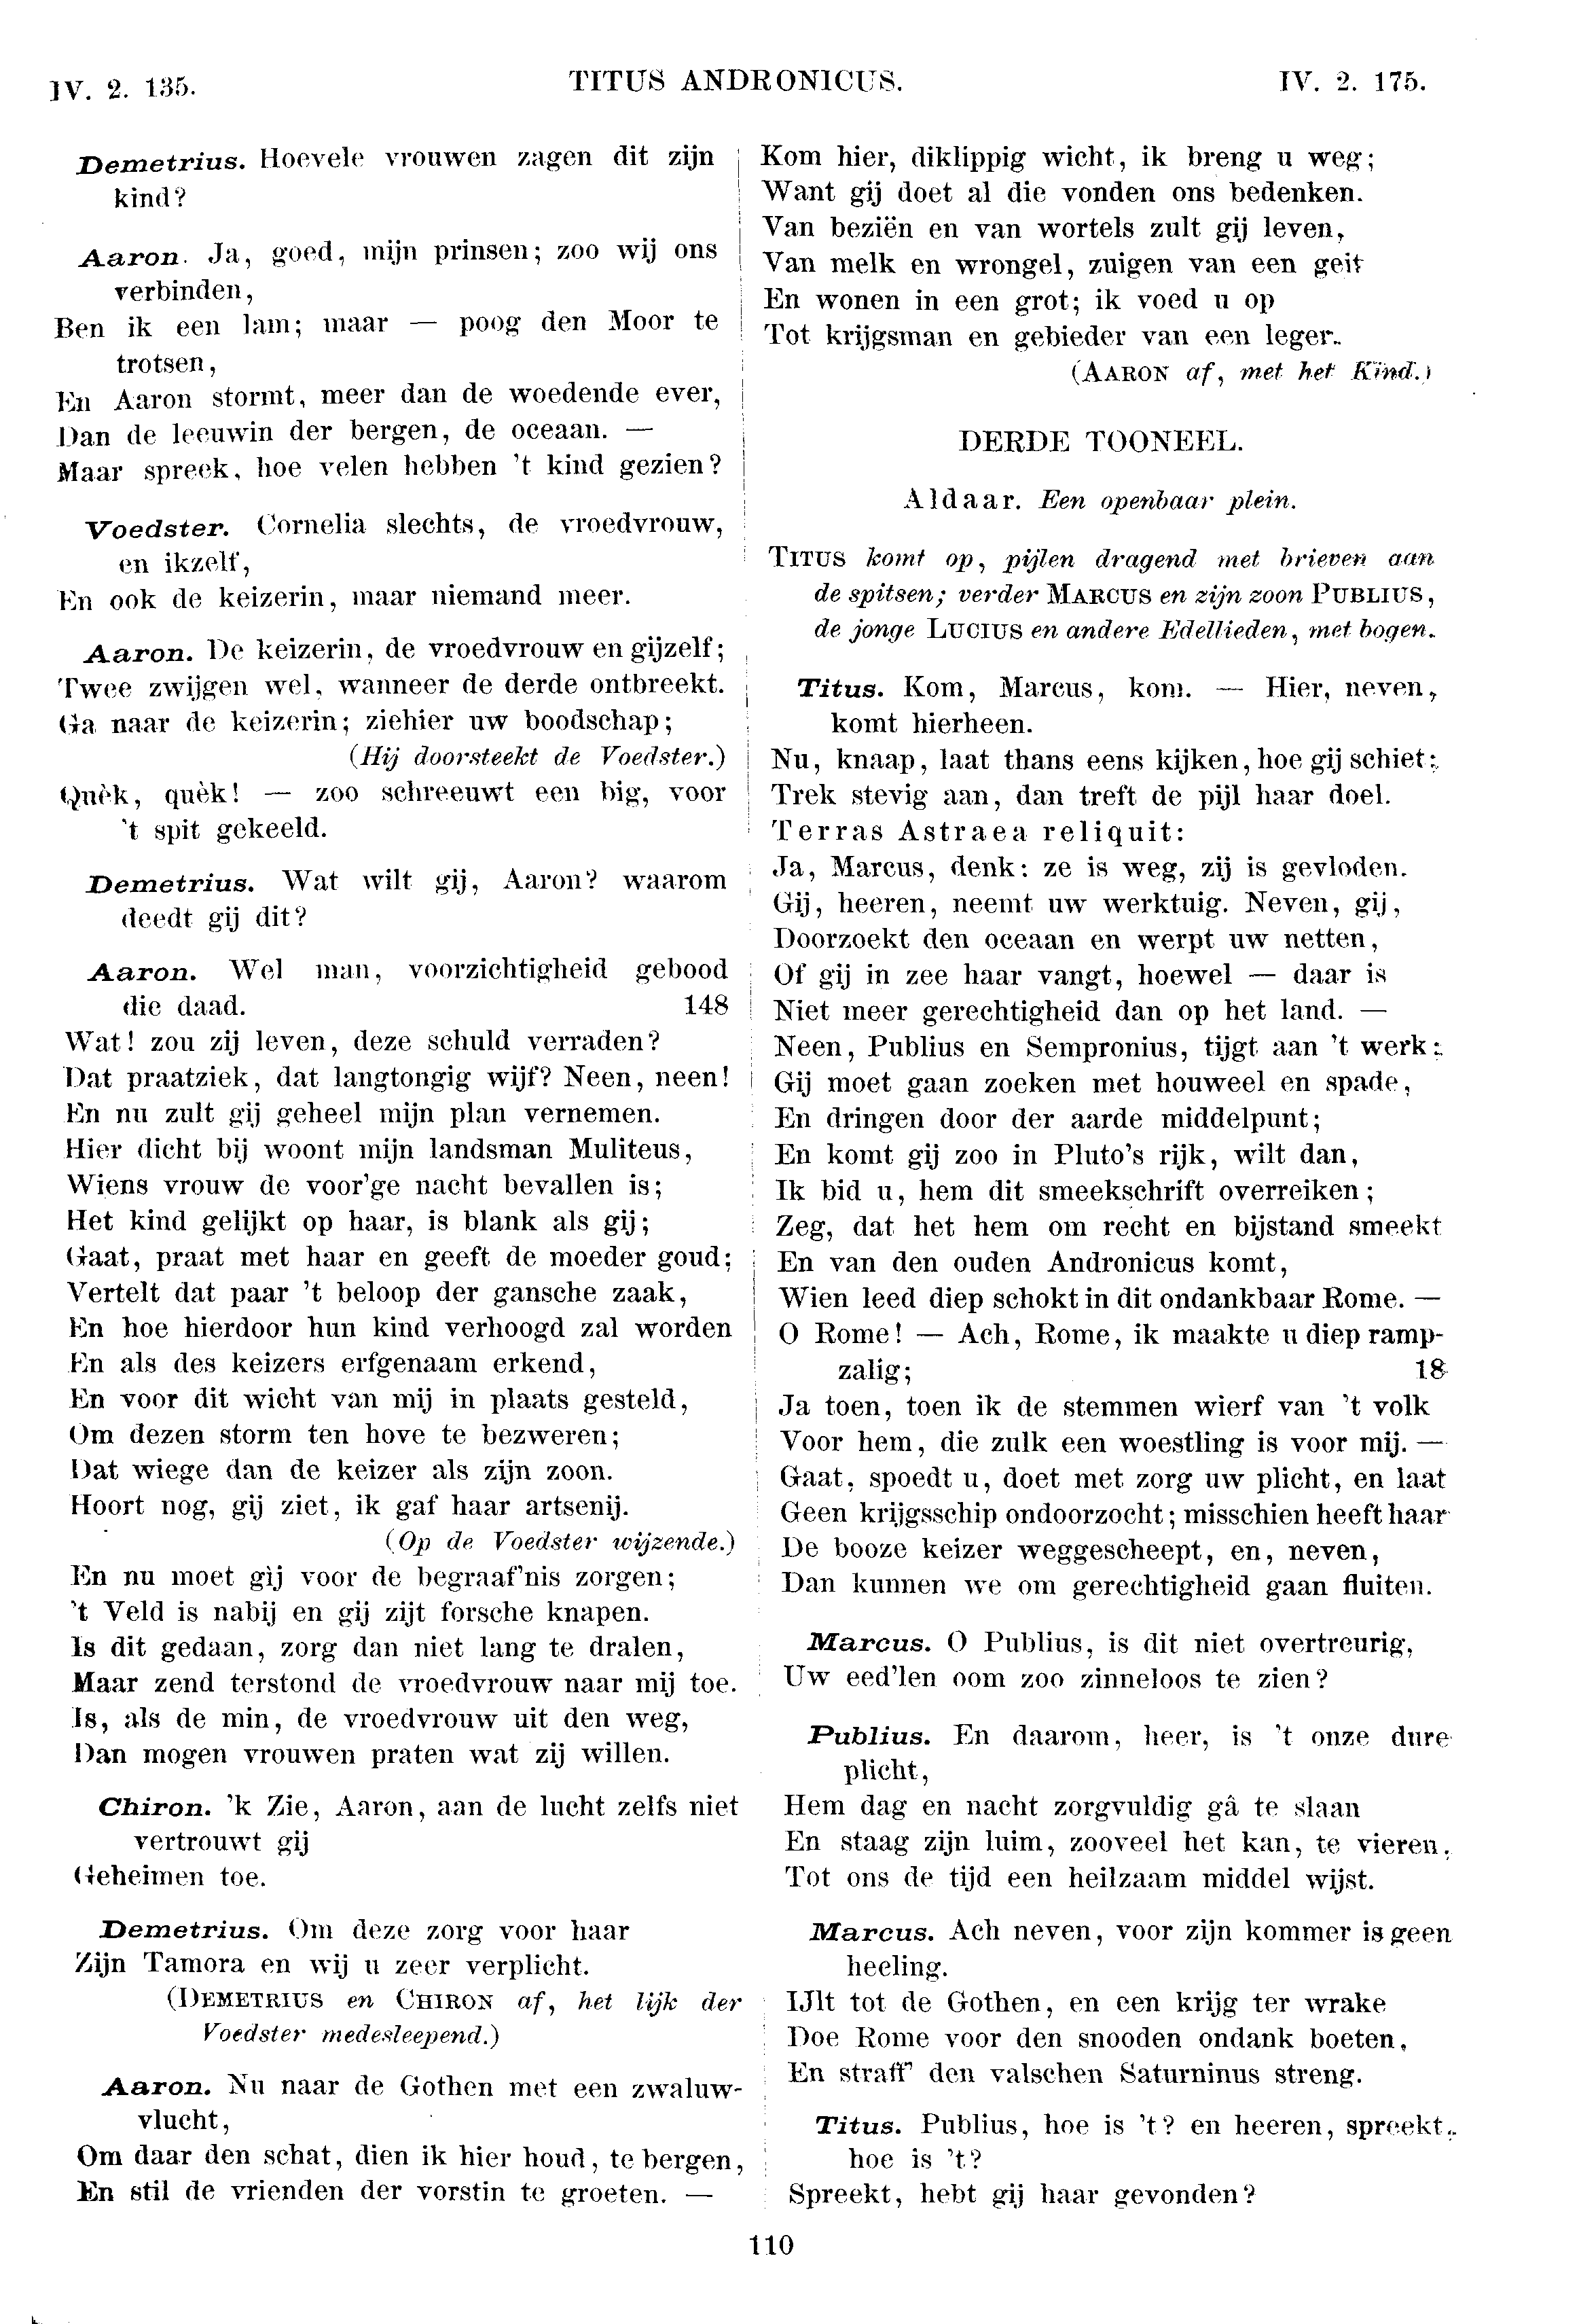 IV. 2. 135.
TITUS ANDRONICUS.
IV. 2. 175.
Demetrius. Hoevele vrouwen zagen dit zijn
kind?
Aaron. Ja, goed, mijn prinsen; zoo wij ons
verbinden,
Ben ik een lam; maar — poog den Moor te
trotsen,
En Aaron stormt, meer dan de woedende ever,
Dan de leeuwin der bergen, de oceaan. —
Maar spreek, hoe velen hebben 't kind gezien?
Voedster. Cornelia slechts, de vroedvrouw,
en ikzelf,
En ook de keizerin, maar niemand meer.
Aaron. De keizerin, de vroedvrouw en gijzelf;
Twee zwijgen wel, wanneer de derde ontbreekt.
Ga naar de keizerin; ziehier uw boodschap;
(Hij doorsteekt de Voedster.)
Quèk, quèk! — zoo schreeuwt een big, voor
't spit gekeeld.
Demetrius. Wat wilt gij, Aaron? waarom
deedt gij dit?
Aaron. Wel man, voorzichtigheid gebood
die daad. 148
Wat! zou zij leven, deze schuld verraden?
Dat praatziek, dat langtongig wijf? Neen, neen!
En nu zult gij geheel mijn plan vernemen.
Hier dicht bij woont mijn landsman Muliteus,
Wiens vrouw de voor'ge nacht bevallen is;
Het kind gelijkt op haar, is blank als gij;
Gaat, praat met haar en geeft de moeder goud;
Vertelt dat paar 't beloop der gansche zaak,
En hoe hierdoor hun kind verhoogd zal worden
En als des keizers erfgenaam erkend,
En voor dit wicht van mij in plaats gesteld,
Om dezen storm ten hove te bezweren;
Dat wiege dan de keizer als zijn zoon.
Hoort nog, gij ziet, ik gaf haar artsenij.
(Op de Voedster wijzende.)
En nu moet gij voor de begraaf'nis zorgen;
't Veld is nabij en gij zijt forsche knapen.
Is dit gedaan, zorg dan niet lang te dralen,
Maar zend terstond de vroedvrouw naar mij toe.
Is, als de min, de vroedvrouw uit den weg,
Dan mogen vrouwen praten wat zij willen.
Chiron. 'k Zie, Aaron, aan de lucht zelfs niet
vertrouwt gij
Geheimen toe.
Demetrius. Om deze zorg voor haar
Zijn Tamora en wij u zeer verplicht.
(DEMETRIUS en CHIRON af, het lijk der
Voedster medesleepend.)
Aaron. Nu naar de Gothen met een zwaluw-
vlucht,
Om daar den schat, dien ik hier houd, te bergen,
En stil de vrienden der vorstin te groeten. —
Kom hier, diklippig wicht, ik breng u weg;
Want gij doet al die vonden ons bedenken.
Van beziën en van wortels zult gij leven,
Van melk en wrongel, zuigen van een geit
En wonen in een grot; ik voed u op
Tot krijgsman en gebieder van een leger.
(AARON af, met het Kind.)
DERDE TOONEEL.
Aldaar. Een openbaar plein.
TITUS komt op, pijlen dragend met brieven aan
de spitsen; verder MARCUS en zijn zoon PUBLIUS,
de jonge LUCIUS en andere Edellieden, met bogen.
Titus. Kom, Marcus, kom. — Hier, neven,
komt hierheen.
Nu, knaap, laat thans eens kijken, hoe gij schiet;
Trek stevig aan, dan treft de pijl haar doel.
Terras Astraea reliquit:
Ja, Marcus, denk: ze is weg, zij is gevloden.
Gij, heeren, neemt uw werktuig. Neven, gij,
Doorzoekt den oceaan en werpt uw netten,
Of gij in zee haar vangt, hoewel — daar is
Niet meer gerechtigheid dan op het land. —
Neen, Publius en Sempronius, tijgt aan 't werk;
Gij moet gaan zoeken met houweel en spade,
En dringen door der aarde middelpunt;
En komt gij zoo in Pluto's rijk, wilt dan,
Ik bid u, hem dit smeekschrift overreiken;
Zeg, dat het hem om recht en bijstand smeekt
En van den ouden Andronicus komt,
Wien leed diep schokt in dit ondankbaar Rome. —
O Rome! — Ach, Rome, ik maakte u diep ramp-
zalig; 18
Ja toen, toen ik de stemmen wierf van 't volk
Voor hem, die zulk een woestling is voor mij. —
Gaat, spoedt u, doet met zorg uw plicht, en laat
Geen krijgsschip ondoorzocht; misschien heeft haar
De booze keizer weggescheept, en, neven,
Dan kunnen we om gerechtigheid gaan fluiten.
Marcus. O Publius, is dit niet overtreurig,
Uw eed'len oom zoo zinneloos te zien?
Publius. En daarom, heer, is 't onze dure
plicht,
Hem dag en nacht zorgvuldig gâ te slaan
En staag zijn luim, zooveel het kan, te vieren,
Tot ons de tijd een heilzaam middel wijst.
Marcus. Ach neven, voor zijn kommer is geen
heeling.
IJlt tot de Gothen, en een krijg ter wrake
Doe Rome voor den snooden ondank boeten,
En straff' den valschen Saturninus streng.
Titus. Publius, hoe is 't? en heeren, spreekt,
hoe is 't?
Spreekt, hebt gij haar gevonden?
110